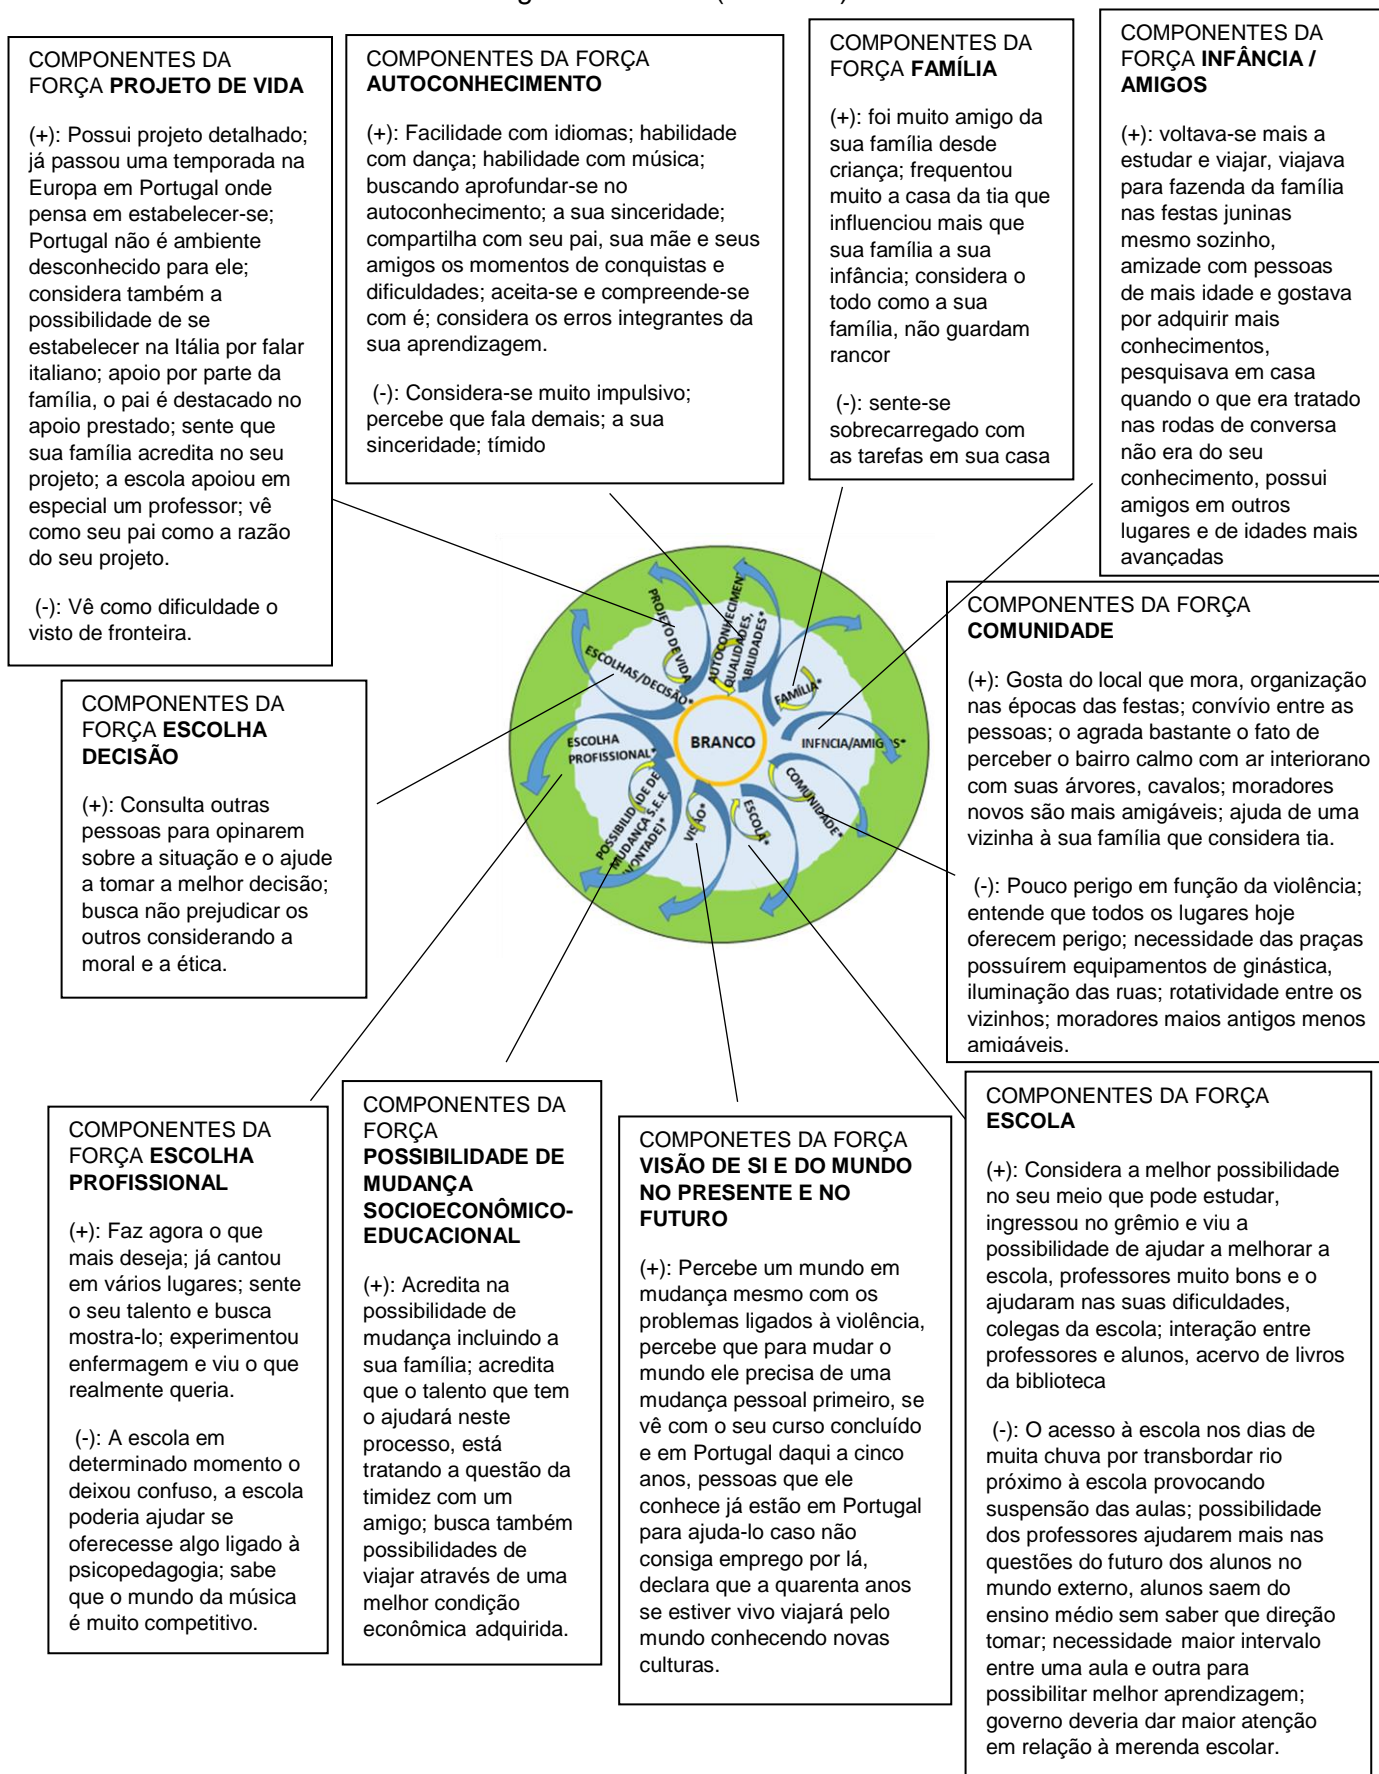 COMPONENTES DA
FORÇA PROJETO DE VIDA
(+): Possui projeto detalhado;
já passou uma temporada na
Europa em Portugal onde
pensa em estabelecer-se;
Portugal não é ambiente
desconhecido para ele;
considera também a
possibilidade de se
estabelecer na Itália por falar
italiano; apoio por parte da
família, o pai é destacado no
apoio prestado; sente que
sua família acredita no seu
projeto; a escola apoiou em
especial um professor; vê
como seu pai como a razão
do seu projeto.
(-): Vê como dificuldade o
visto de fronteira.
COMPONENTES DA FORÇA
AUTOCONHECIMENTO
(+): Facilidade com idiomas; habilidade
com dança; habilidade com música;
buscando aprofundar-se no
autoconhecimento; a sua sinceridade;
compartilha com seu pai, sua mãe e seus
amigos os momentos de conquistas e
dificuldades; aceita-se e compreende-se
com é; considera os erros integrantes da
sua aprendizagem.
(-): Considera-se muito impulsivo;
percebe que fala demais; a sua
sinceridade; tímido
COMPONENTES DA
FORÇA FAMÍLIA
(+): foi muito amigo da
sua família desde
criança; frequentou
muito a casa da tia que
influenciou mais que
sua família a sua
infância; considera o
todo como a sua
família, não guardam
rancor
(-): sente-se
sobrecarregado com
as tarefas em sua casa
COMPONENTES DA
FORÇA INFÂNCIA /
AMIGOS
(+): voltava-se mais a
estudar e viajar, viajava
para fazenda da família
nas festas juninas
mesmo sozinho,
amizade com pessoas
de mais idade e gostava
por adquirir mais
conhecimentos,
pesquisava em casa
quando o que era tratado
nas rodas de conversa
não era do seu
conhecimento, possui
amigos em outros
lugares e de idades mais
avançadas
PROJETO DE VIDA
AUTOCONHECIMENT
QUALIDADES,
ABILIDADES*
ESCOLHAS/DECISÃO*
FAMÍLIA*
ESCOLHA
PROFISSIONAL*
BRANCO
INFNCIA/AMIGOS*
POSSIBILIDADE DE
MUDANÇA S.E.E.
VONTADE)*
VISÃO*
ESCOLA*
COMUNIDADE*
COMPONENTES DA FORÇA
COMUNIDADE
(+): Gosta do local que mora, organização
nas épocas das festas; convívio entre as
pessoas; o agrada bastante o fato de
perceber o bairro calmo com ar interiorano
com suas árvores, cavalos; moradores
novos são mais amigáveis; ajuda de uma
vizinha à sua família que considera tia.
(-): Pouco perigo em função da violência;
entende que todos os lugares hoje
oferecem perigo; necessidade das praças
possuírem equipamentos de ginástica,
iluminação das ruas; rotatividade entre os
vizinhos; moradores maios antigos menos
amigáveis.
COMPONENTES DA
FORÇA ESCOLHA
DECISÃO
(+): Consulta outras
pessoas para opinarem
sobre a situação e o ajude
a tomar a melhor decisão;
busca não prejudicar os
outros considerando a
moral e a ética.
COMPONENTES DA
FORÇA ESCOLHA
PROFISSIONAL
(+): Faz agora o que
mais deseja; já cantou
em vários lugares; sente
o seu talento e busca
mostra-lo; experimentou
enfermagem e viu o que
realmente queria.
(-): A escola em
determinado momento o
deixou confuso, a escola
poderia ajudar se
oferecesse algo ligado à
psicopedagogia; sabe
que o mundo da música
é muito competitivo.
COMPONENTES DA
FORÇA
POSSIBILIDADE DE
MUDANÇA
SOCIOECONÔMICO-
EDUCACIONAL
(+): Acredita na
possibilidade de
mudança incluindo a
sua família; acredita
que o talento que tem
o ajudará neste
processo, está
tratando a questão da
timidez com um
amigo; busca também
possibilidades de
viajar através de uma
melhor condição
econômica adquirida.
COMPONETES DA FORÇA
VISÃO DE SI E DO MUNDO
NO PRESENTE E NO
FUTURO
(+): Percebe um mundo em
mudança mesmo com os
problemas ligados à violência,
percebe que para mudar o
mundo ele precisa de uma
mudança pessoal primeiro, se
vê com o seu curso concluído
e em Portugal daqui a cinco
anos, pessoas que ele
conhece já estão em Portugal
para ajuda-lo caso não
consiga emprego por lá,
declara que a quarenta anos
se estiver vivo viajará pelo
mundo conhecendo novas
culturas.
COMPONENTES DA FORÇA
ESCOLA
(+): Considera a melhor possibilidade
no seu meio que pode estudar,
ingressou no grêmio e viu a
possibilidade de ajudar a melhorar a
escola, professores muito bons e o
ajudaram nas suas dificuldades,
colegas da escola; interação entre
professores e alunos, acervo de livros
da biblioteca
(-): O acesso à escola nos dias de
muita chuva por transbordar rio
próximo à escola provocando
suspensão das aulas; possibilidade
dos professores ajudarem mais nas
questões do futuro dos alunos no
mundo externo, alunos saem do
ensino médio sem saber que direção
tomar; necessidade maior intervalo
entre uma aula e outra para
possibilitar melhor aprendizagem;
governo deveria dar maior atenção
em relação à merenda escolar.